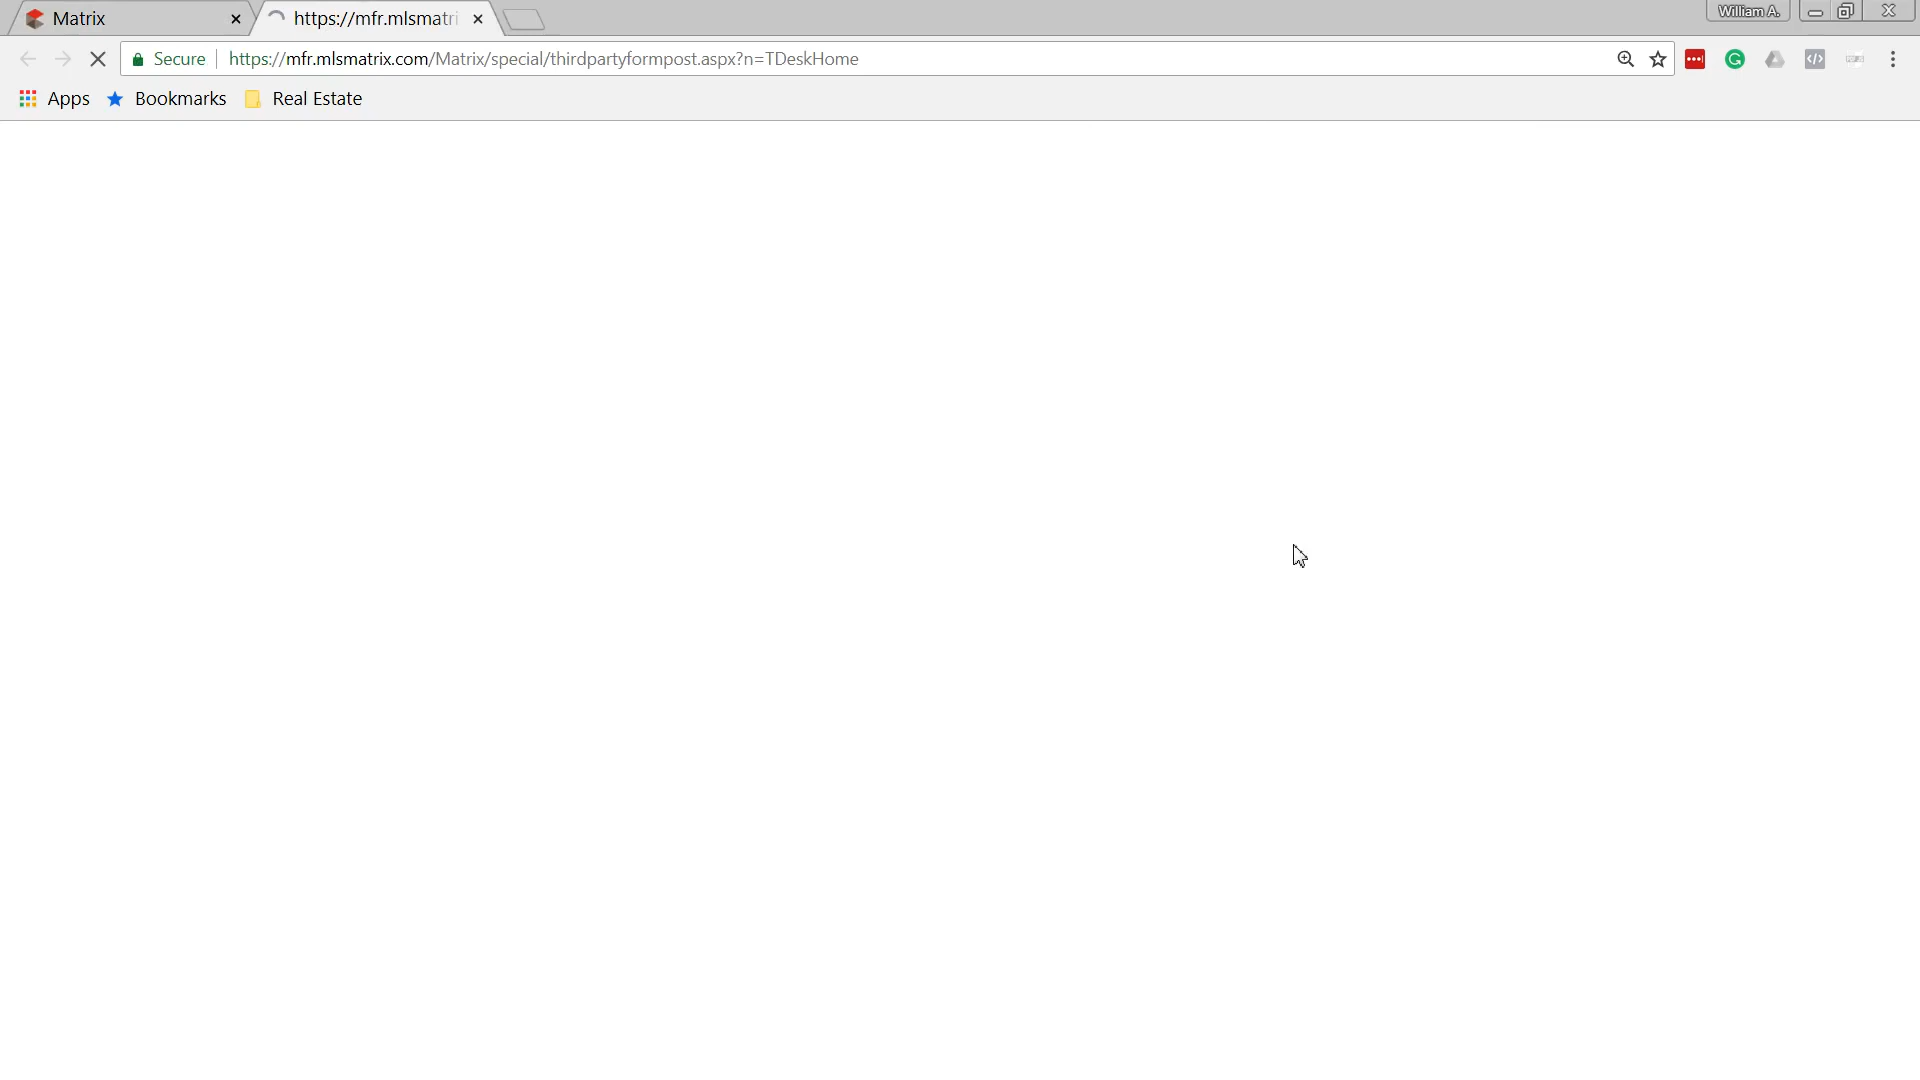 Matrix
https://mfr.mlsmatri
William A.
Secure
https://mfr.mlsmatrix.com/Matrix/special/thirdpartyformpost.aspx?n=TDeskHome
Apps
Bookmarks
Real Estate